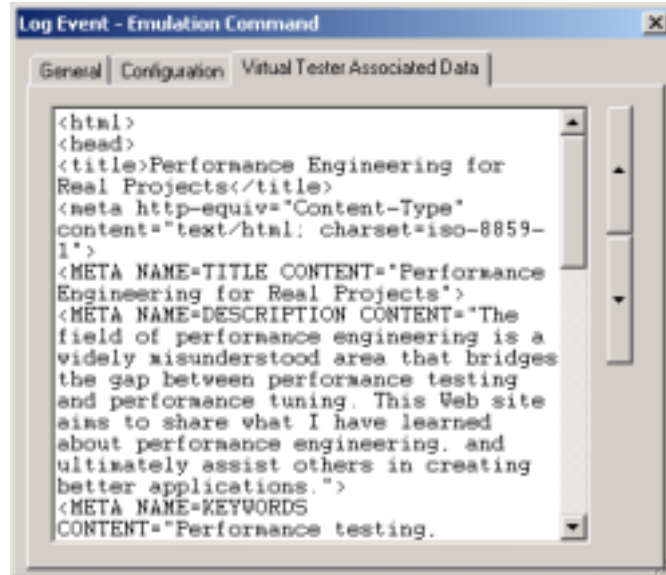 Log Event - Emulation Command
General Configuration Virtual Tester Associated Data
<html>
<head>
<title>Performance Engineering for
Real Projects</title>
<meta http-equiv="Content-Type"
content="text/html; charset=iso-8859-
1">
<META NAME=TITLE CONTENT="Performance
Engineering for Real Projects">
<META NAME=DESCRIPTION CONTENT="The
field of performance engineering is a
widely misunderstood area that bridges
the gap between performance testing
and performance tuning. This Web site
aims to share what I have learned
about performance engineering, and
ultimately assist others in creating
better applications.">
<META NAME=KEYWORDS
CONTENT="Performance testing,